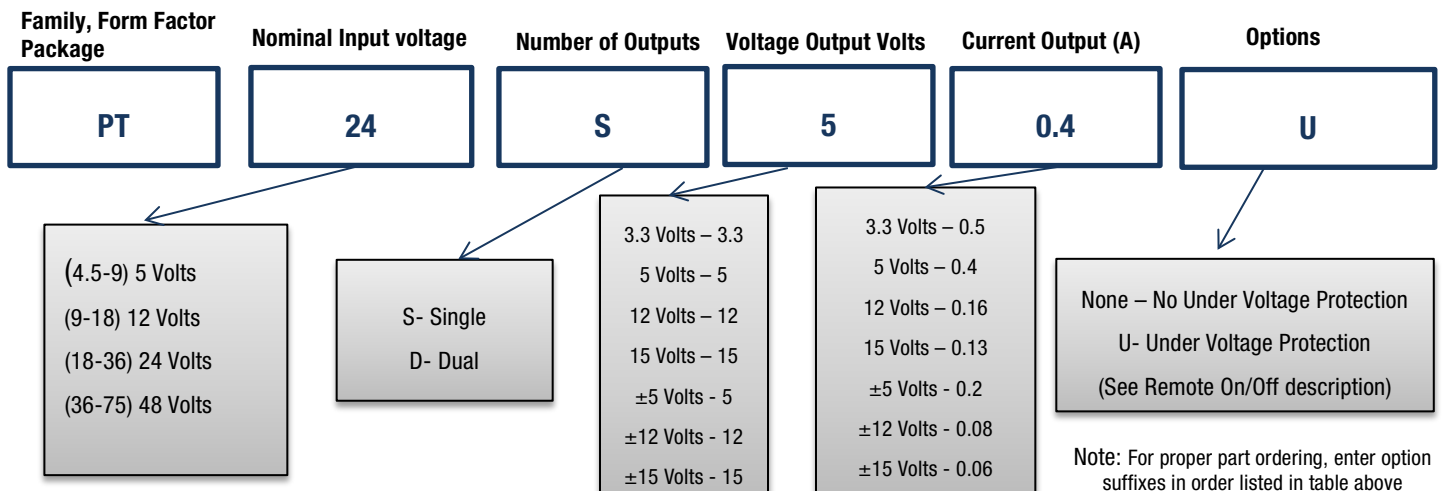 Family, Form Factor
Package
Nominal Input voltage
Number of Outputs
Voltage Output Volts
Current Output (A)
Options
PT
24
S
5
0.4
U
(4.5-9) 5 Volts
(9-18) 12 Volts
(18-36) 24 Volts
(36-75) 48 Volts
S- Single
D- Dual
3.3 Volts – 3.3
5 Volts – 5
12 Volts – 12
15 Volts – 15
±5 Volts - 5
±12 Volts - 12
±15 Volts - 15
3.3 Volts – 0.5
5 Volts – 0.4
12 Volts – 0.16
15 Volts – 0.13
±5 Volts - 0.2
±12 Volts - 0.08
±15 Volts - 0.06
None – No Under Voltage Protection
U- Under Voltage Protection
(See Remote On/Off description)
Note: For proper part ordering, enter option
suffixes in order listed in table above